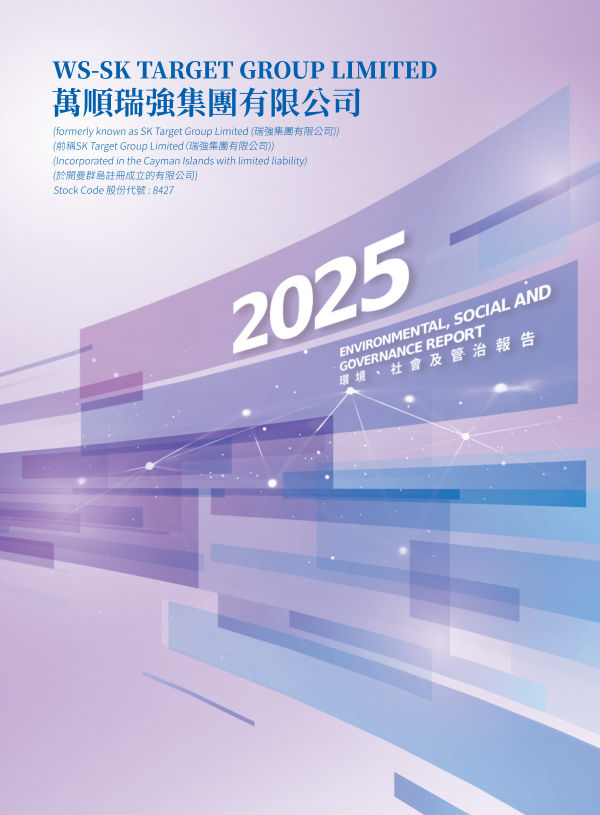 WS-SK TARGET GROUP LIMITED
萬順瑞強集團有限公司
(formerly known as SK Target Group Limited (瑞強集團有限公司))
(前稱SK Target Group Limited (瑞強集團有限公司))
(Incorporated in the Cayman Islands with limited liability)
(於開曼群島註冊成立的有限公司)
Stock Code 股份代號 : 8427
2025
ENVIRONMENTAL, SOCIAL AND
GOVERNANCE REPORT
環境、社會及管治報告